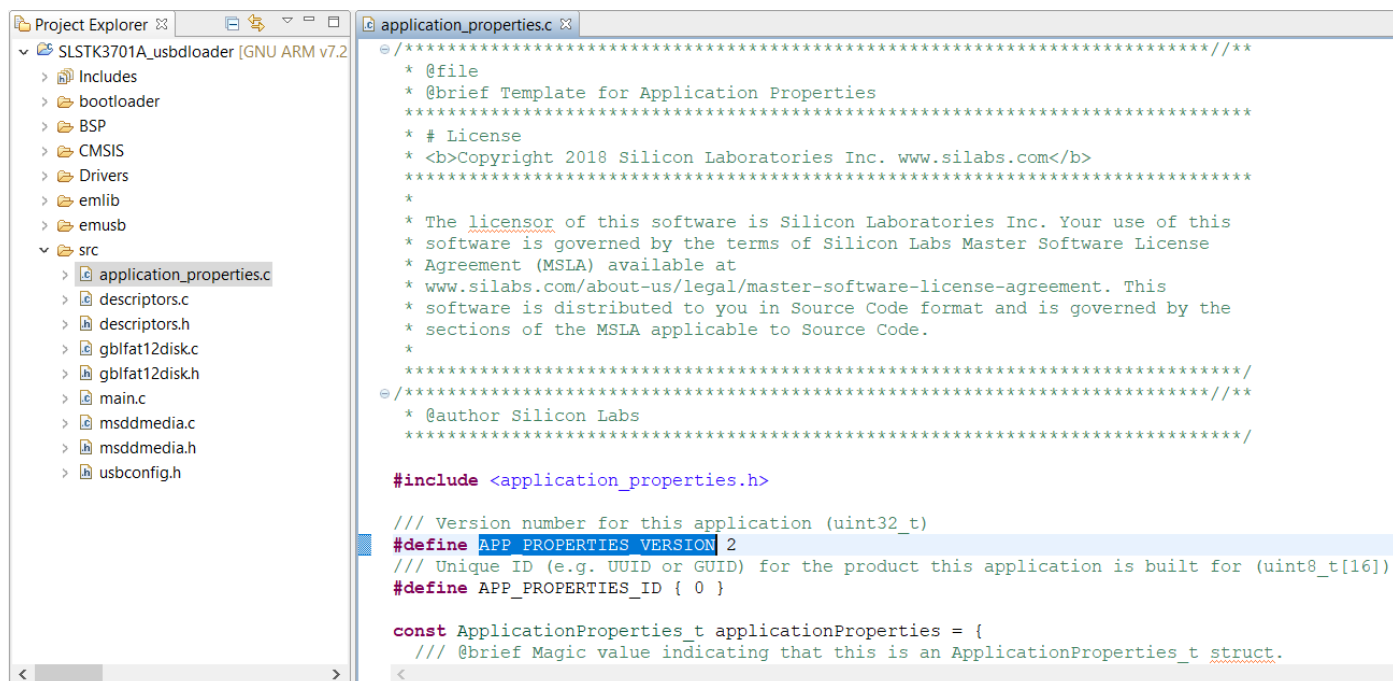 Project Explorer
SLSTK3701A_usbdloader [GNU ARM v7.2
Includes
bootloader
BSP
CMSIS
Drivers
emlib
emusb
src
application_properties.c
descriptors.c
descriptors.h
gblfat12disk.c
gblfat12disk.h
main.c
msddmedia.c
msddmedia.h
usbconfig.h
application_properties.c
/***************************************************************************//**
* @file
* @brief Template for Application Properties
*******************************************************************************
* # License
* <b>Copyright 2018 Silicon Laboratories Inc. www.silabs.com</b>
*******************************************************************************
*
* The licensor of this software is Silicon Laboratories Inc. Your use of this
* software is governed by the terms of Silicon Labs Master Software License
* Agreement (MSLA) available at
* www.silabs.com/about-us/legal/master-software-license-agreement. This
* software is distributed to you in Source Code format and is governed by the
* sections of the MSLA applicable to Source Code.
*
******************************************************************************/
/***************************************************************************//**
* @author Silicon Labs
******************************************************************************/
#include <application_properties.h>
/// Version number for this application (uint32_t)
#define APP_PROPERTIES_VERSION 2
/// Unique ID (e.g. UUID or GUID) for the product this application is built for (uint8_t[16])
#define APP_PROPERTIES_ID { 0 }
const ApplicationProperties_t applicationProperties = {
/// @brief Magic value indicating that this is an ApplicationProperties_t struct.